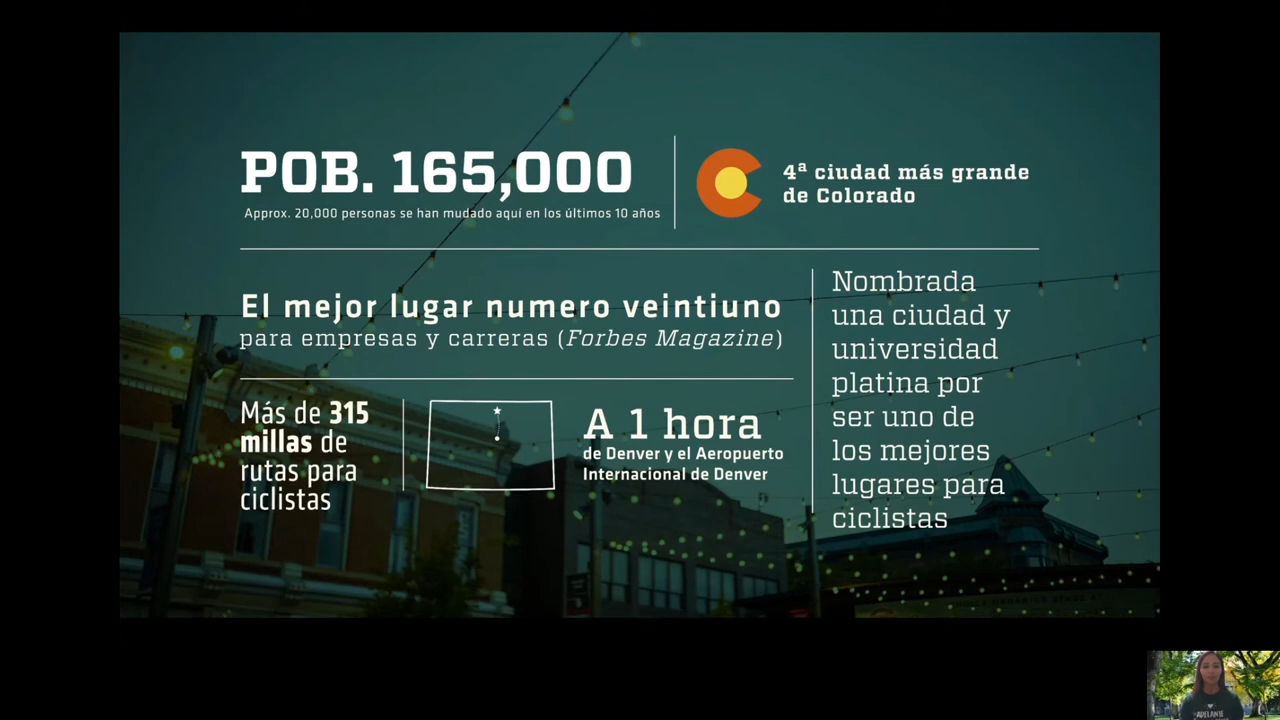 POB. 165,000
Approx. 20,000 personas se han mudado aquí en los últimos 10 años
4ª ciudad más grande
de Colorado
El mejor lugar numero veintiuno
para empresas y carreras (Forbes Magazine)
Nombrada
una ciudad y
universidad
platina por
ser uno de
los mejores
lugares para
ciclistas
Más de 315
millas de
rutas para
ciclistas
A 1 hora
de Denver y el Aeropuerto
Internacional de Denver
ADELANTE